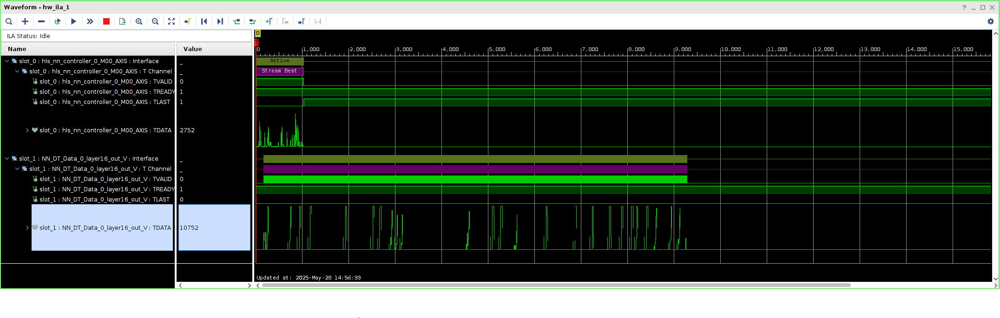 Waveform - hw_ila_1
ILA Status: Idle
Name Value
0
0 1,000 2,000 3,000 4,000 5,000 6,000 7,000 8,000 9,000 10,000 11,000 12,000 13,000 14,000 15,000
slot_0 : hls_nn_controller_0_M00_AXIS : Interface _ Active
slot_0 : hls_nn_controller_0_M00_AXIS : T Channel _ Stream Beat
slot_0 : hls_nn_controller_0_M00_AXIS : TVALID 0
slot_0 : hls_nn_controller_0_M00_AXIS : TREADY 1
slot_0 : hls_nn_controller_0_M00_AXIS : TLAST 1
slot_0 : hls_nn_controller_0_M00_AXIS : TDATA 2752
slot_1 : NN_DT_Data_0_layer16_out_V : Interface _
slot_1 : NN_DT_Data_0_layer16_out_V : T Channel _
slot_1 : NN_DT_Data_0_layer16_out_V : TVALID 0
slot_1 : NN_DT_Data_0_layer16_out_V : TREADY 1
slot_1 : NN_DT_Data_0_layer16_out_V : TLAST 0
slot_1 : NN_DT_Data_0_layer16_out_V : TDATA 10752
Updated at: 2025-May-28 14:56:33